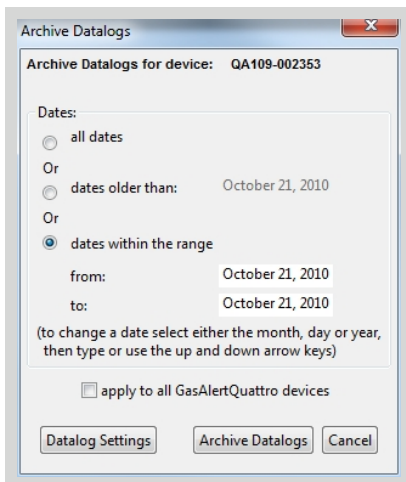 Archive Datalogs
Archive Datalogs for device: QA109-002353
Dates:
all dates
Or
dates older than: October 21, 2010
Or
dates within the range
from: October 21, 2010
to: October 21, 2010
(to change a date select either the month, day or year,
then type or use the up and down arrow keys)
apply to all GasAlertQuattro devices
Datalog Settings Archive Datalogs Cancel